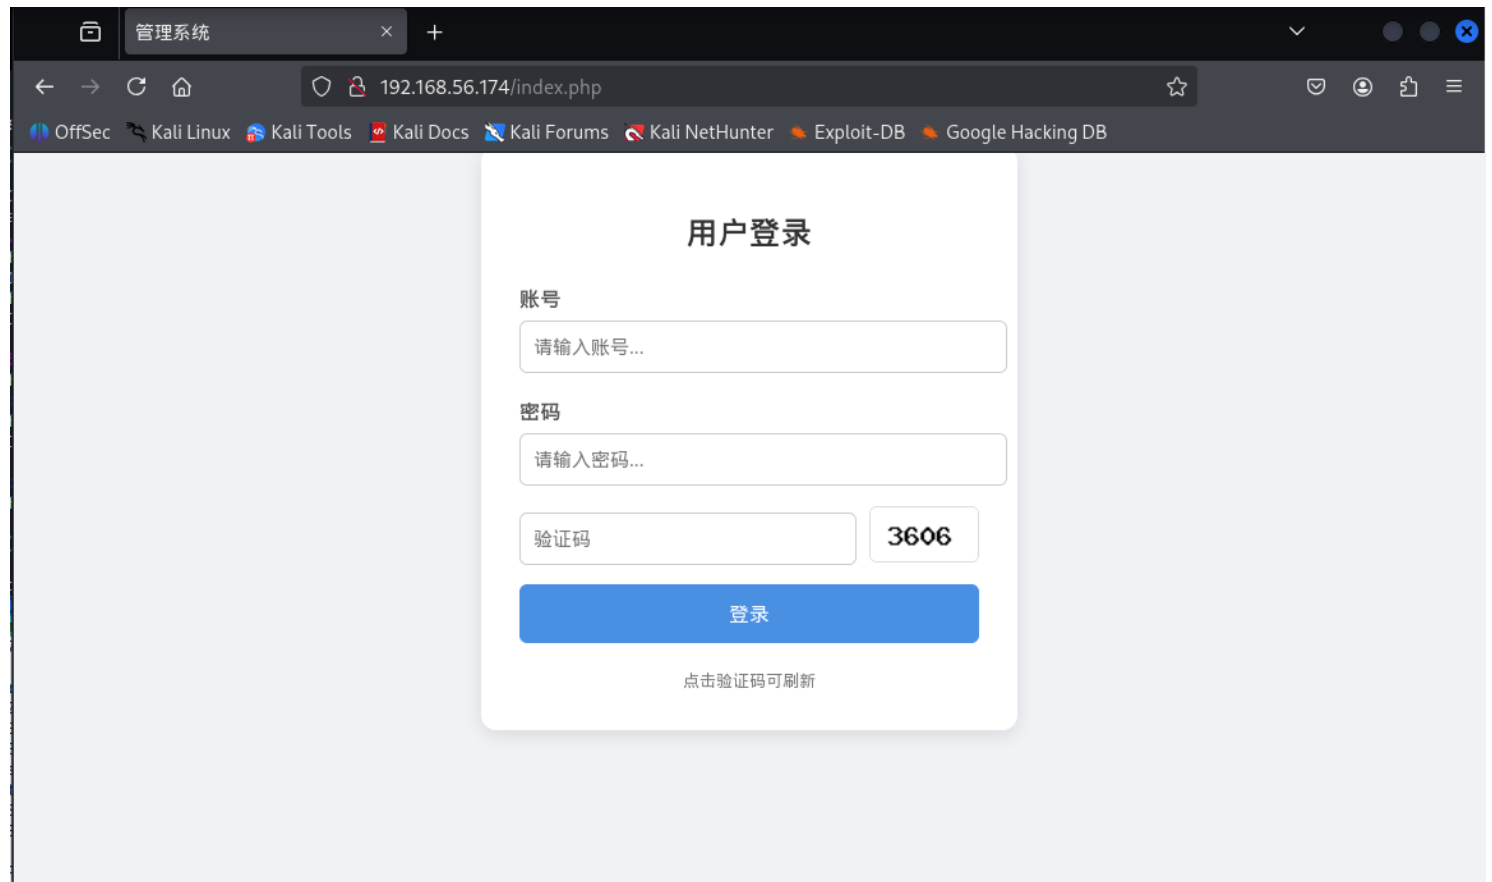 管理系统
192.168.56.174/index.php
OffSec Kali Linux Kali Tools Kali Docs Kali Forums Kali NetHunter Exploit-DB Google Hacking DB
用户登录
账号
请输入账号...
密码
请输入密码...
验证码 3606
登录
点击验证码可刷新